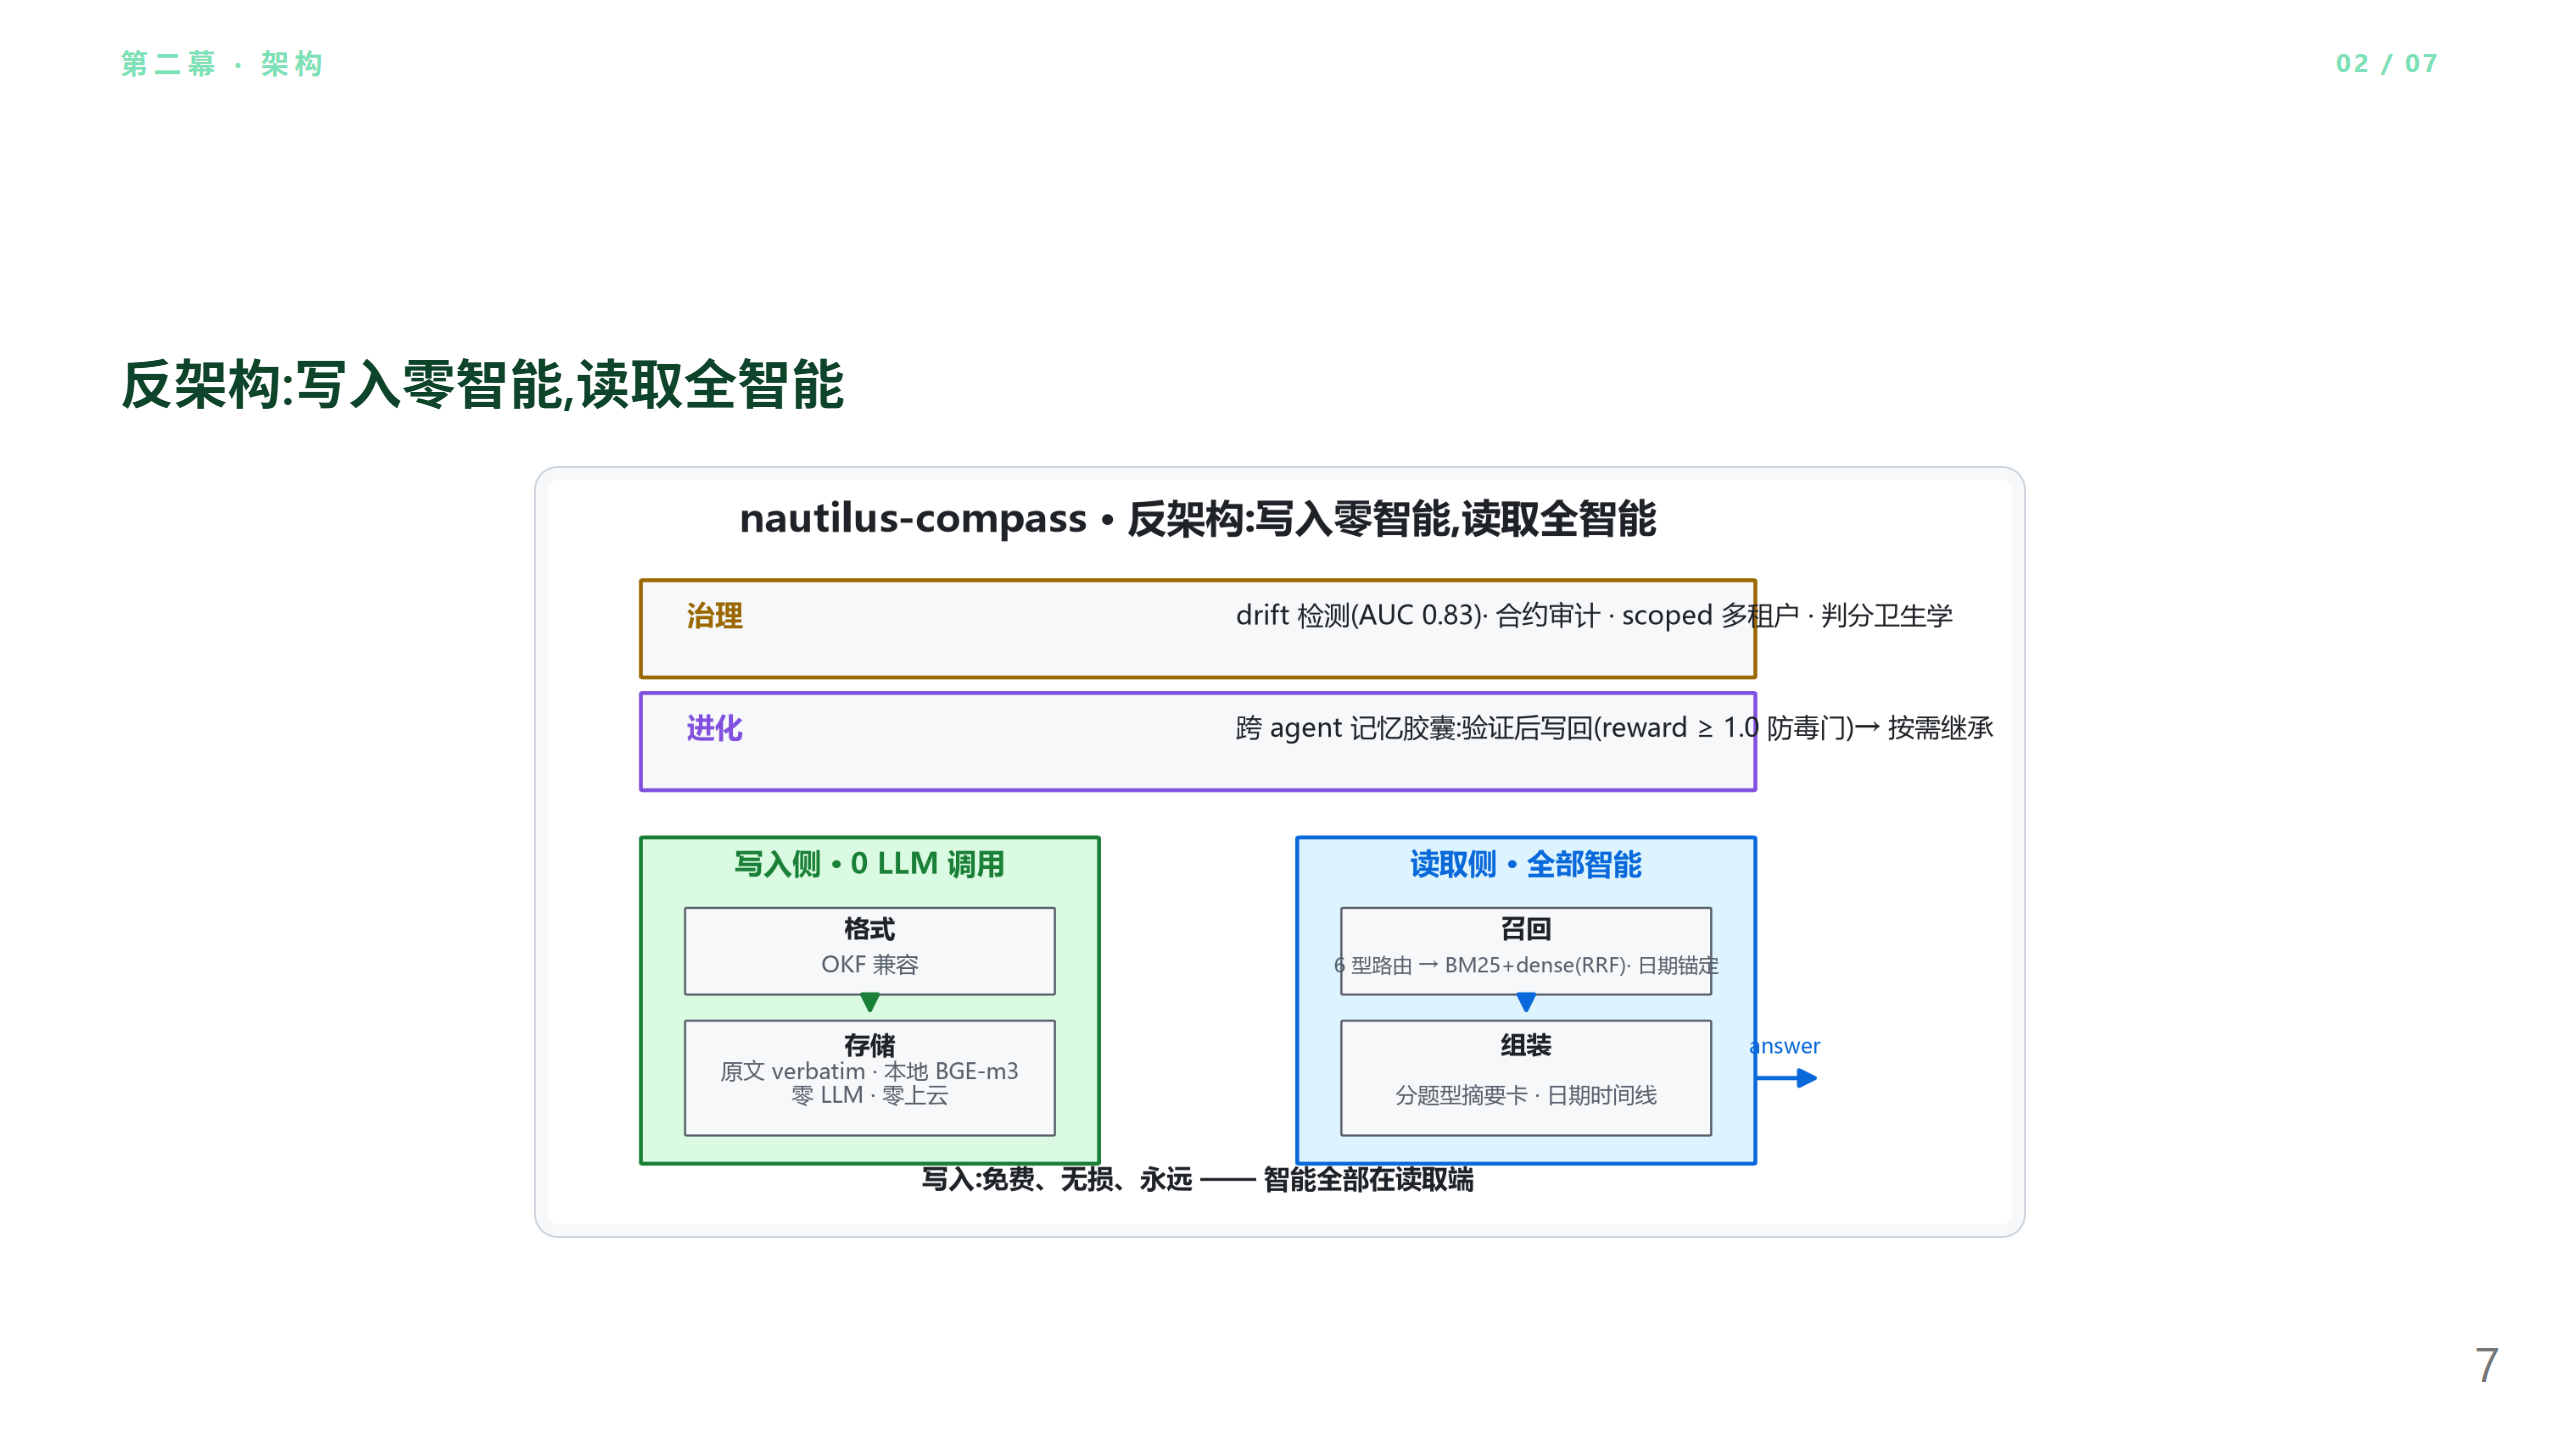 第二幕 · 架构
02 / 07
反架构:写入零智能,读取全智能
nautilus-compass • 反架构:写入零智能,读取全智能
治理
drift 检测(AUC 0.83)· 合约审计 · scoped 多租户 · 判分卫生学
进化
跨 agent 记忆胶囊:验证后写回(reward ≥ 1.0 防毒门)→ 按需继承
写入侧 • 0 LLM 调用
格式
OKF 兼容
存储
原文 verbatim · 本地 BGE-m3
零 LLM · 零上云
读取侧 • 全部智能
召回
6 型路由 → BM25+dense(RRF)· 日期锚定
组装
分题型摘要卡 · 日期时间线
answer
写入:免费、无损、永远 —— 智能全部在读取端
7